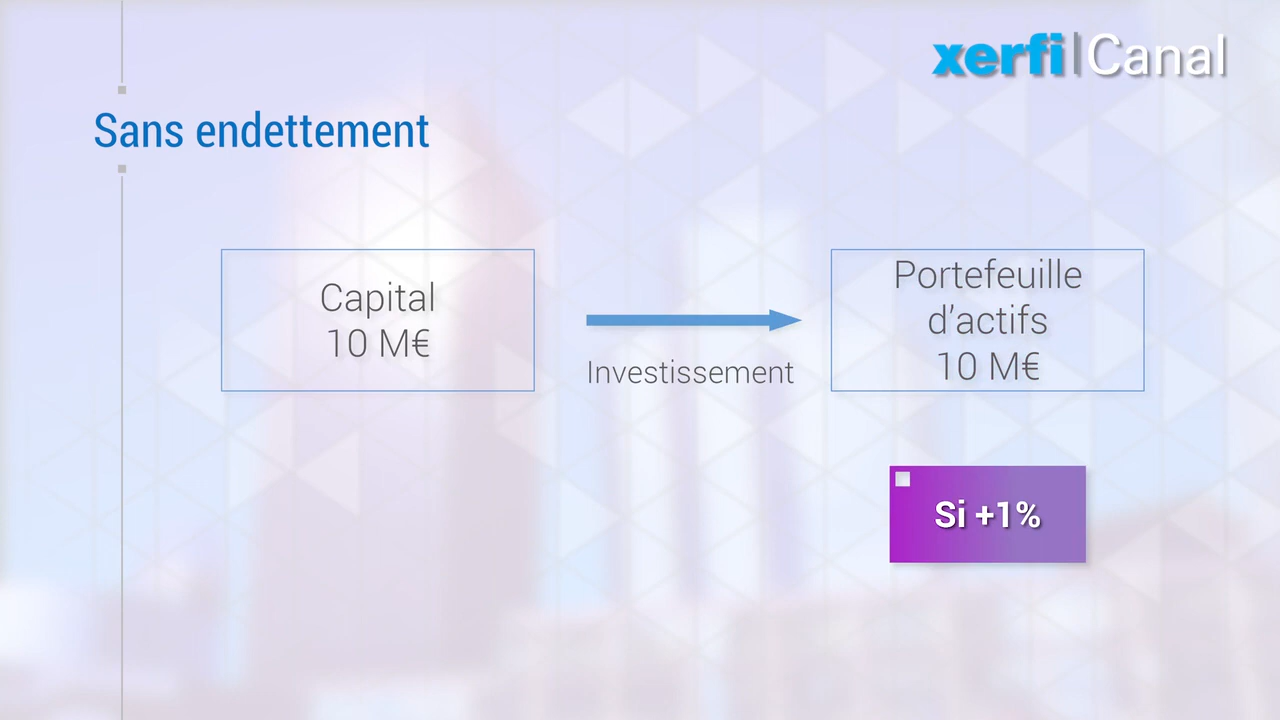 xerfi Canal
Sans endettement
Capital
10 M€
Investissement
Portefeuille
d’actifs
10 M€
Si +1%